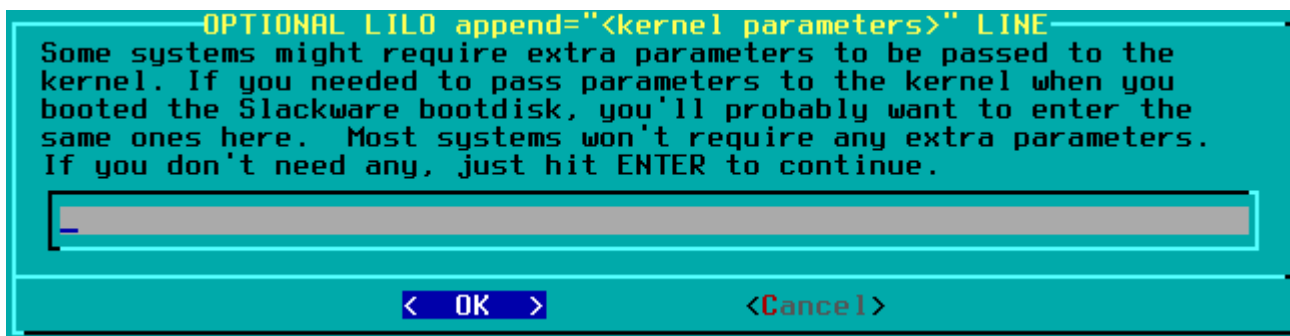 OPTIONAL LILO append="<kernel parameters>" LINE
Some systems might require extra parameters to be passed to the
kernel. If you needed to pass parameters to the kernel when you
booted the Slackware bootdisk, you'll probably want to enter the
same ones here.  Most systems won't require any extra parameters.
If you don't need any, just hit ENTER to continue.
<  OK  > <Cancel>